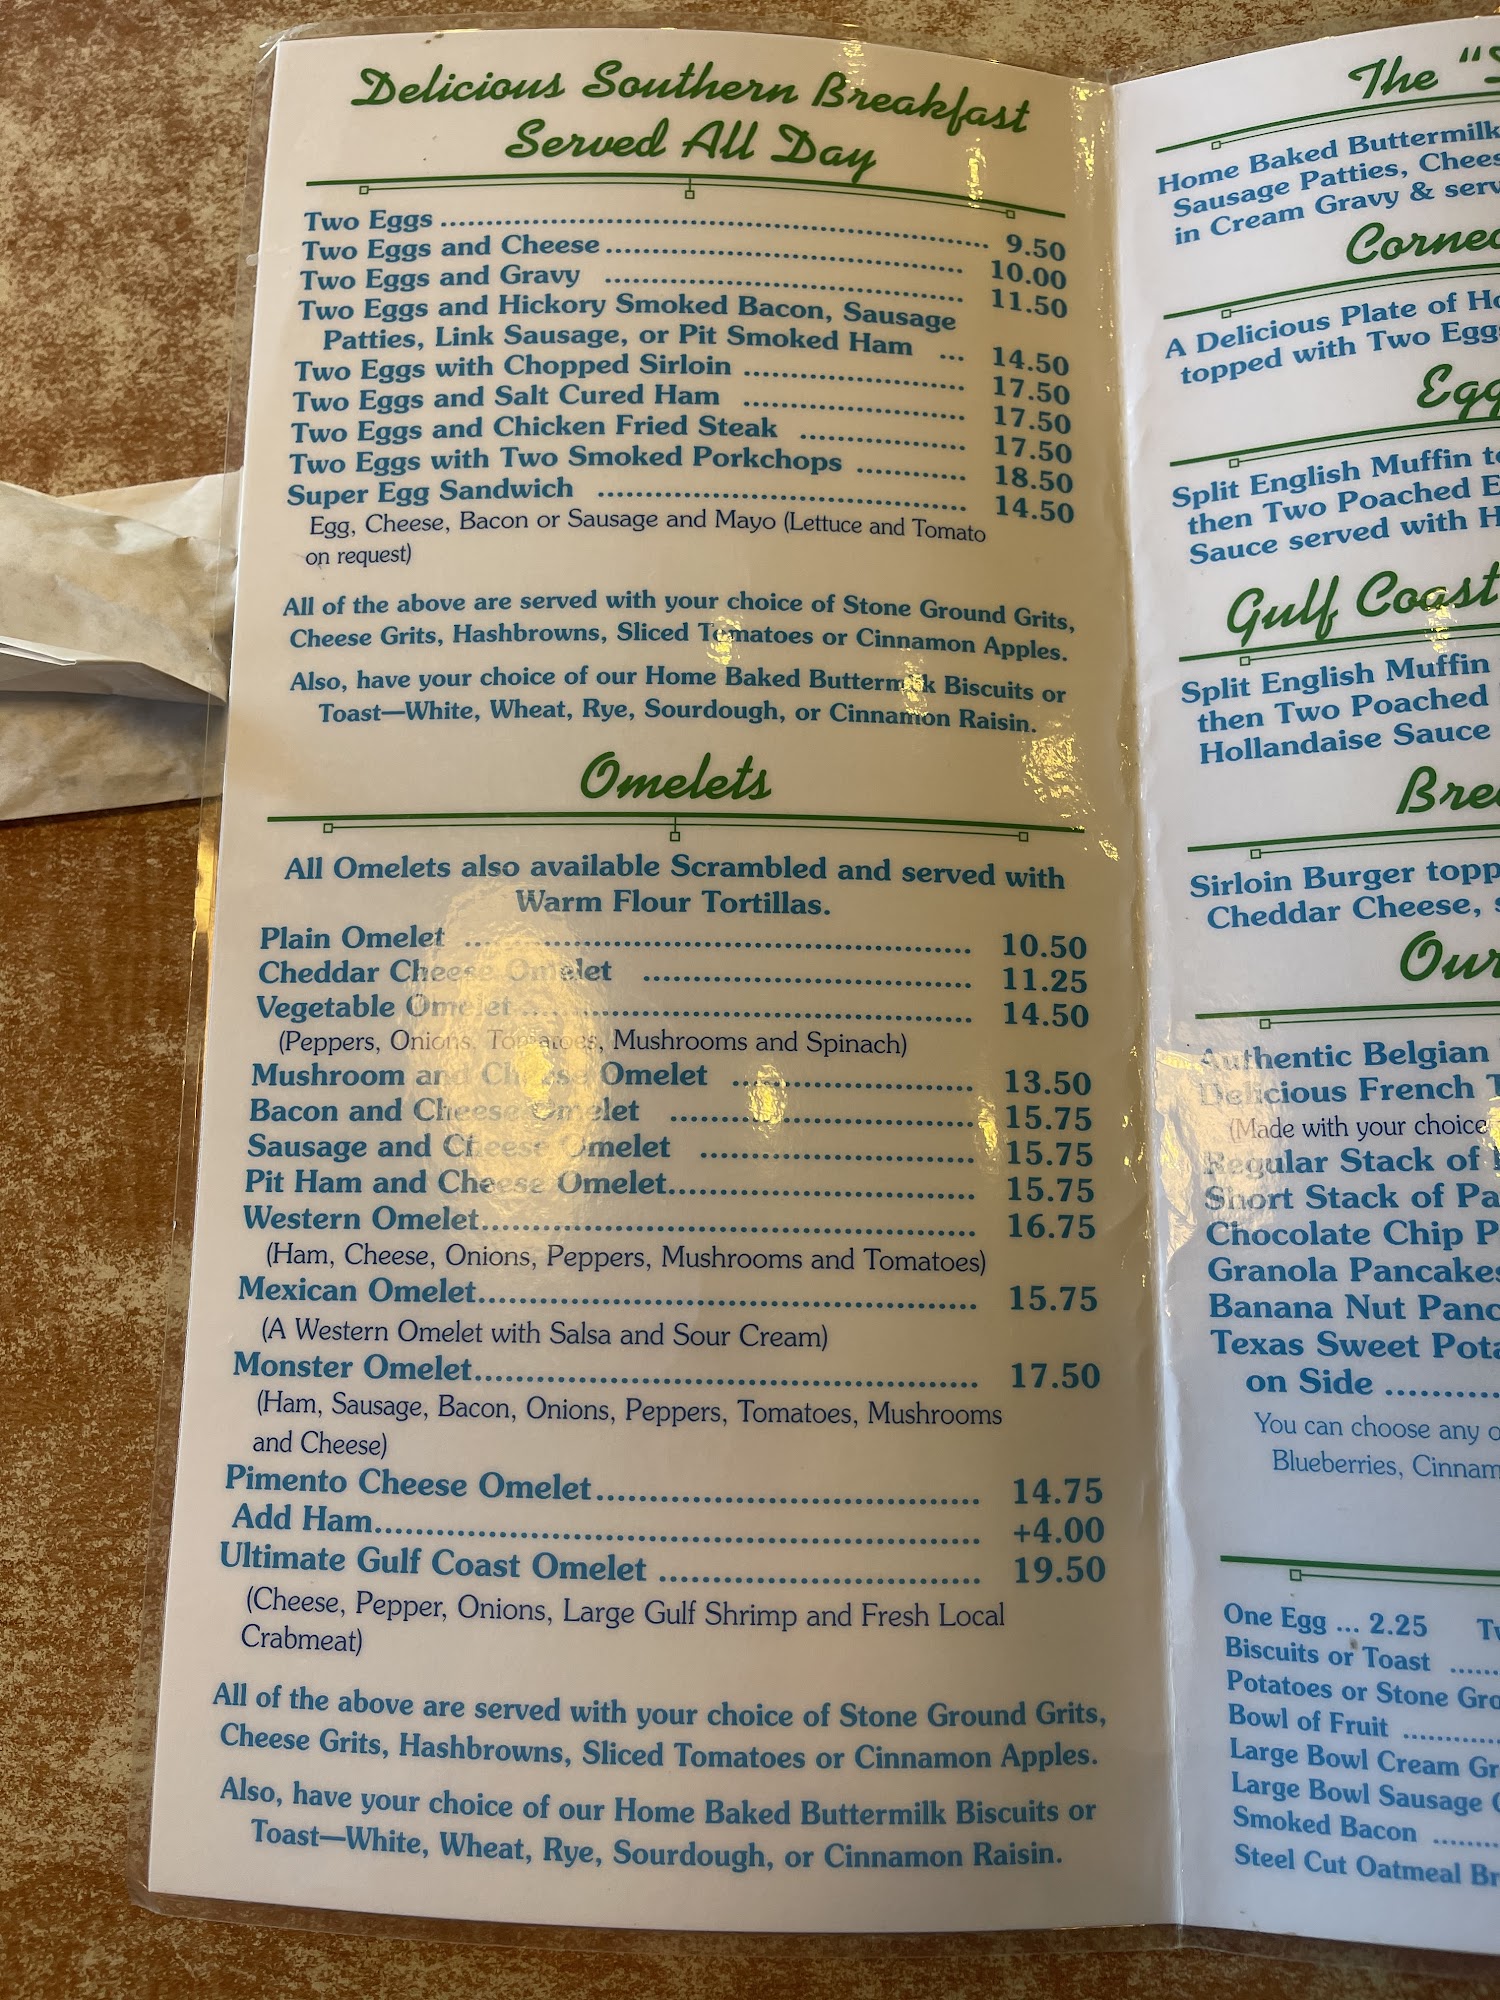 Delicious Southern Breakfast
Served All Day
Two Eggs ........ 9.50
Two Eggs and Cheese ........ 10.00
Two Eggs and Gravy ........ 11.50
Two Eggs and Hickory Smoked Bacon, Sausage
Patties, Link Sausage, or Pit Smoked Ham ... 14.50
Two Eggs with Chopped Sirloin ........ 17.50
Two Eggs and Salt Cured Ham ........ 17.50
Two Eggs and Chicken Fried Steak ........ 17.50
Two Eggs with Two Smoked Porkchops ........ 18.50
Super Egg Sandwich ........ 14.50
Egg, Cheese, Bacon or Sausage and Mayo (Lettuce and Tomato
on request)
All of the above are served with your choice of Stone Ground Grits,
Cheese Grits, Hashbrowns, Sliced Tomatoes or Cinnamon Apples.
Also, have your choice of our Home Baked Buttermilk Biscuits or
Toast—White, Wheat, Rye, Sourdough, or Cinnamon Raisin.
Omelets
All Omelets also available Scrambled and served with
Warm Flour Tortillas.
Plain Omelet ........ 10.50
Cheddar Cheese Omelet ........ 11.25
Vegetable Omelet ........ 14.50
(Peppers, Onions, Tomatoes, Mushrooms and Spinach)
Mushroom and Cheese Omelet ........ 13.50
Bacon and Cheese Omelet ........ 15.75
Sausage and Cheese Omelet ........ 15.75
Pit Ham and Cheese Omelet ........ 15.75
Western Omelet ........ 16.75
(Ham, Cheese, Onions, Peppers, Mushrooms and Tomatoes)
Mexican Omelet ........ 15.75
(A Western Omelet with Salsa and Sour Cream)
Monster Omelet ........ 17.50
(Ham, Sausage, Bacon, Onions, Peppers, Tomatoes, Mushrooms
and Cheese)
Pimento Cheese Omelet ........ 14.75
Add Ham ........ +4.00
Ultimate Gulf Coast Omelet ........ 19.50
(Cheese, Pepper, Onions, Large Gulf Shrimp and Fresh Local
Crabmeat)
All of the above are served with your choice of Stone Ground Grits,
Cheese Grits, Hashbrowns, Sliced Tomatoes or Cinnamon Apples.
Also, have your choice of our Home Baked Buttermilk Biscuits or
Toast—White, Wheat, Rye, Sourdough, or Cinnamon Raisin.
The "
Home Baked Buttermilk
Sausage Patties,
in Cream Gravy &
A Delicious Plate of
topped with Two
Split English Muffin
then Two Poached
Sauce served with
Gulf Coast
Split English Muffin
then Two Poached
Hollandaise Sauce
Sirloin Burger
Cheddar Cheese,
Our
Authentic Belgian
Delicious French
(Made with your choice
Regular Stack of
Short Stack of
Chocolate Chip
Granola Pancakes
Banana Nut
Texas Sweet
on Side ........
You can choose any
Blueberries,
One Egg ... 2.25
Biscuits or Toast ......
Potatoes or Stone
Bowl of Fruit ........
Large Bowl Cream
Large Bowl Sausage
Smoked Bacon ......
Steel Cut Oatmeal